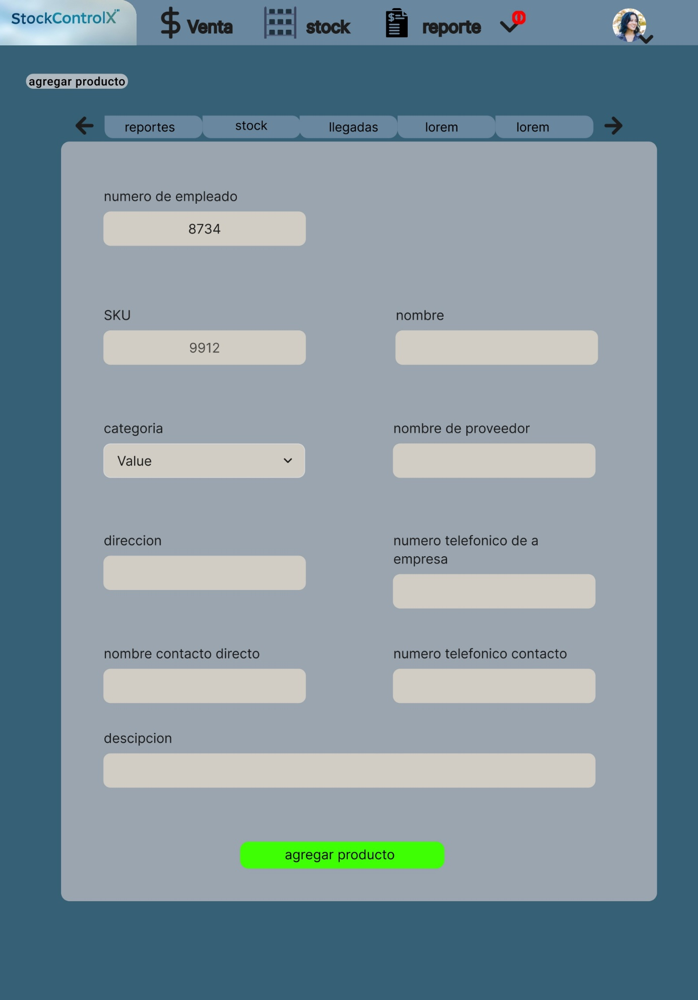 StockControlX™
Venta
stock
reporte
0
agregar producto
reportes
stock
llegadas
lorem
lorem
numero de empleado
8734
SKU
nombre
9912
categoria
nombre de proveedor
Value
direccion
numero telefonico de a
empresa
nombre contacto directo
numero telefonico contacto
descipcion
agregar producto